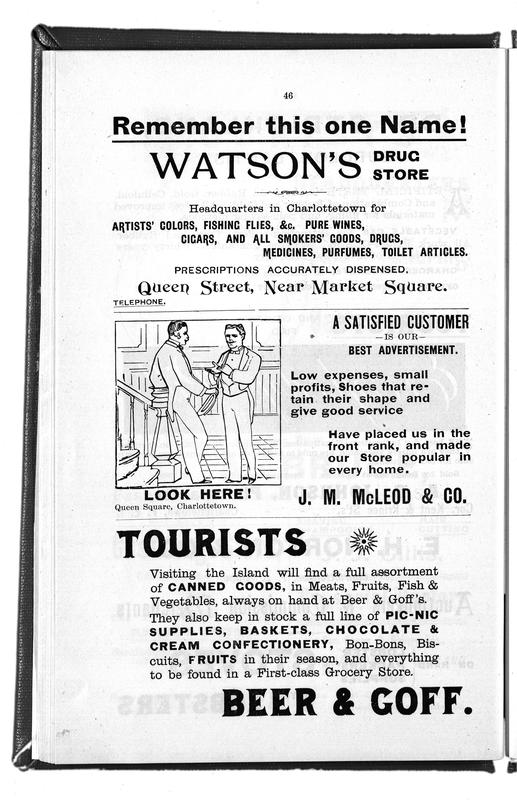 46
Remember this one Name!
WATSON'S DRUG STORE
Headquarters in Charlottetown for
ARTISTS' COLORS, FISHING FLIES, &c. PURE WINES,
CIGARS, AND ALL SMOKERS' GOODS, DRUGS,
MEDICINES, PURFUMES, TOILET ARTICLES.
PRESCRIPTIONS ACCURATELY DISPENSED.
Queen Street, Near Market Square.
TELEPHONE.
A SATISFIED CUSTOMER
—IS OUR—
BEST ADVERTISEMENT.
Low expenses, small
profits, Shoes that re-
tain their shape and
give good service
Have placed us in the
front rank, and made
our Store popular in
every home.
LOOK HERE!
Queen Square, Charlottetown.
J. M. McLEOD & CO.
TOURISTS
Visiting the Island will find a full assortment
of CANNED GOODS, in Meats, Fruits, Fish &
Vegetables, always on hand at Beer & Goff's.
They also keep in stock a full line of PIC-NIC
SUPPLIES, BASKETS, CHOCOLATE &
CREAM CONFECTIONERY, Bon-Bons, Bis-
cuits, FRUITS in their season, and everything
to be found in a First-class Grocery Store.
BEER & GOFF.